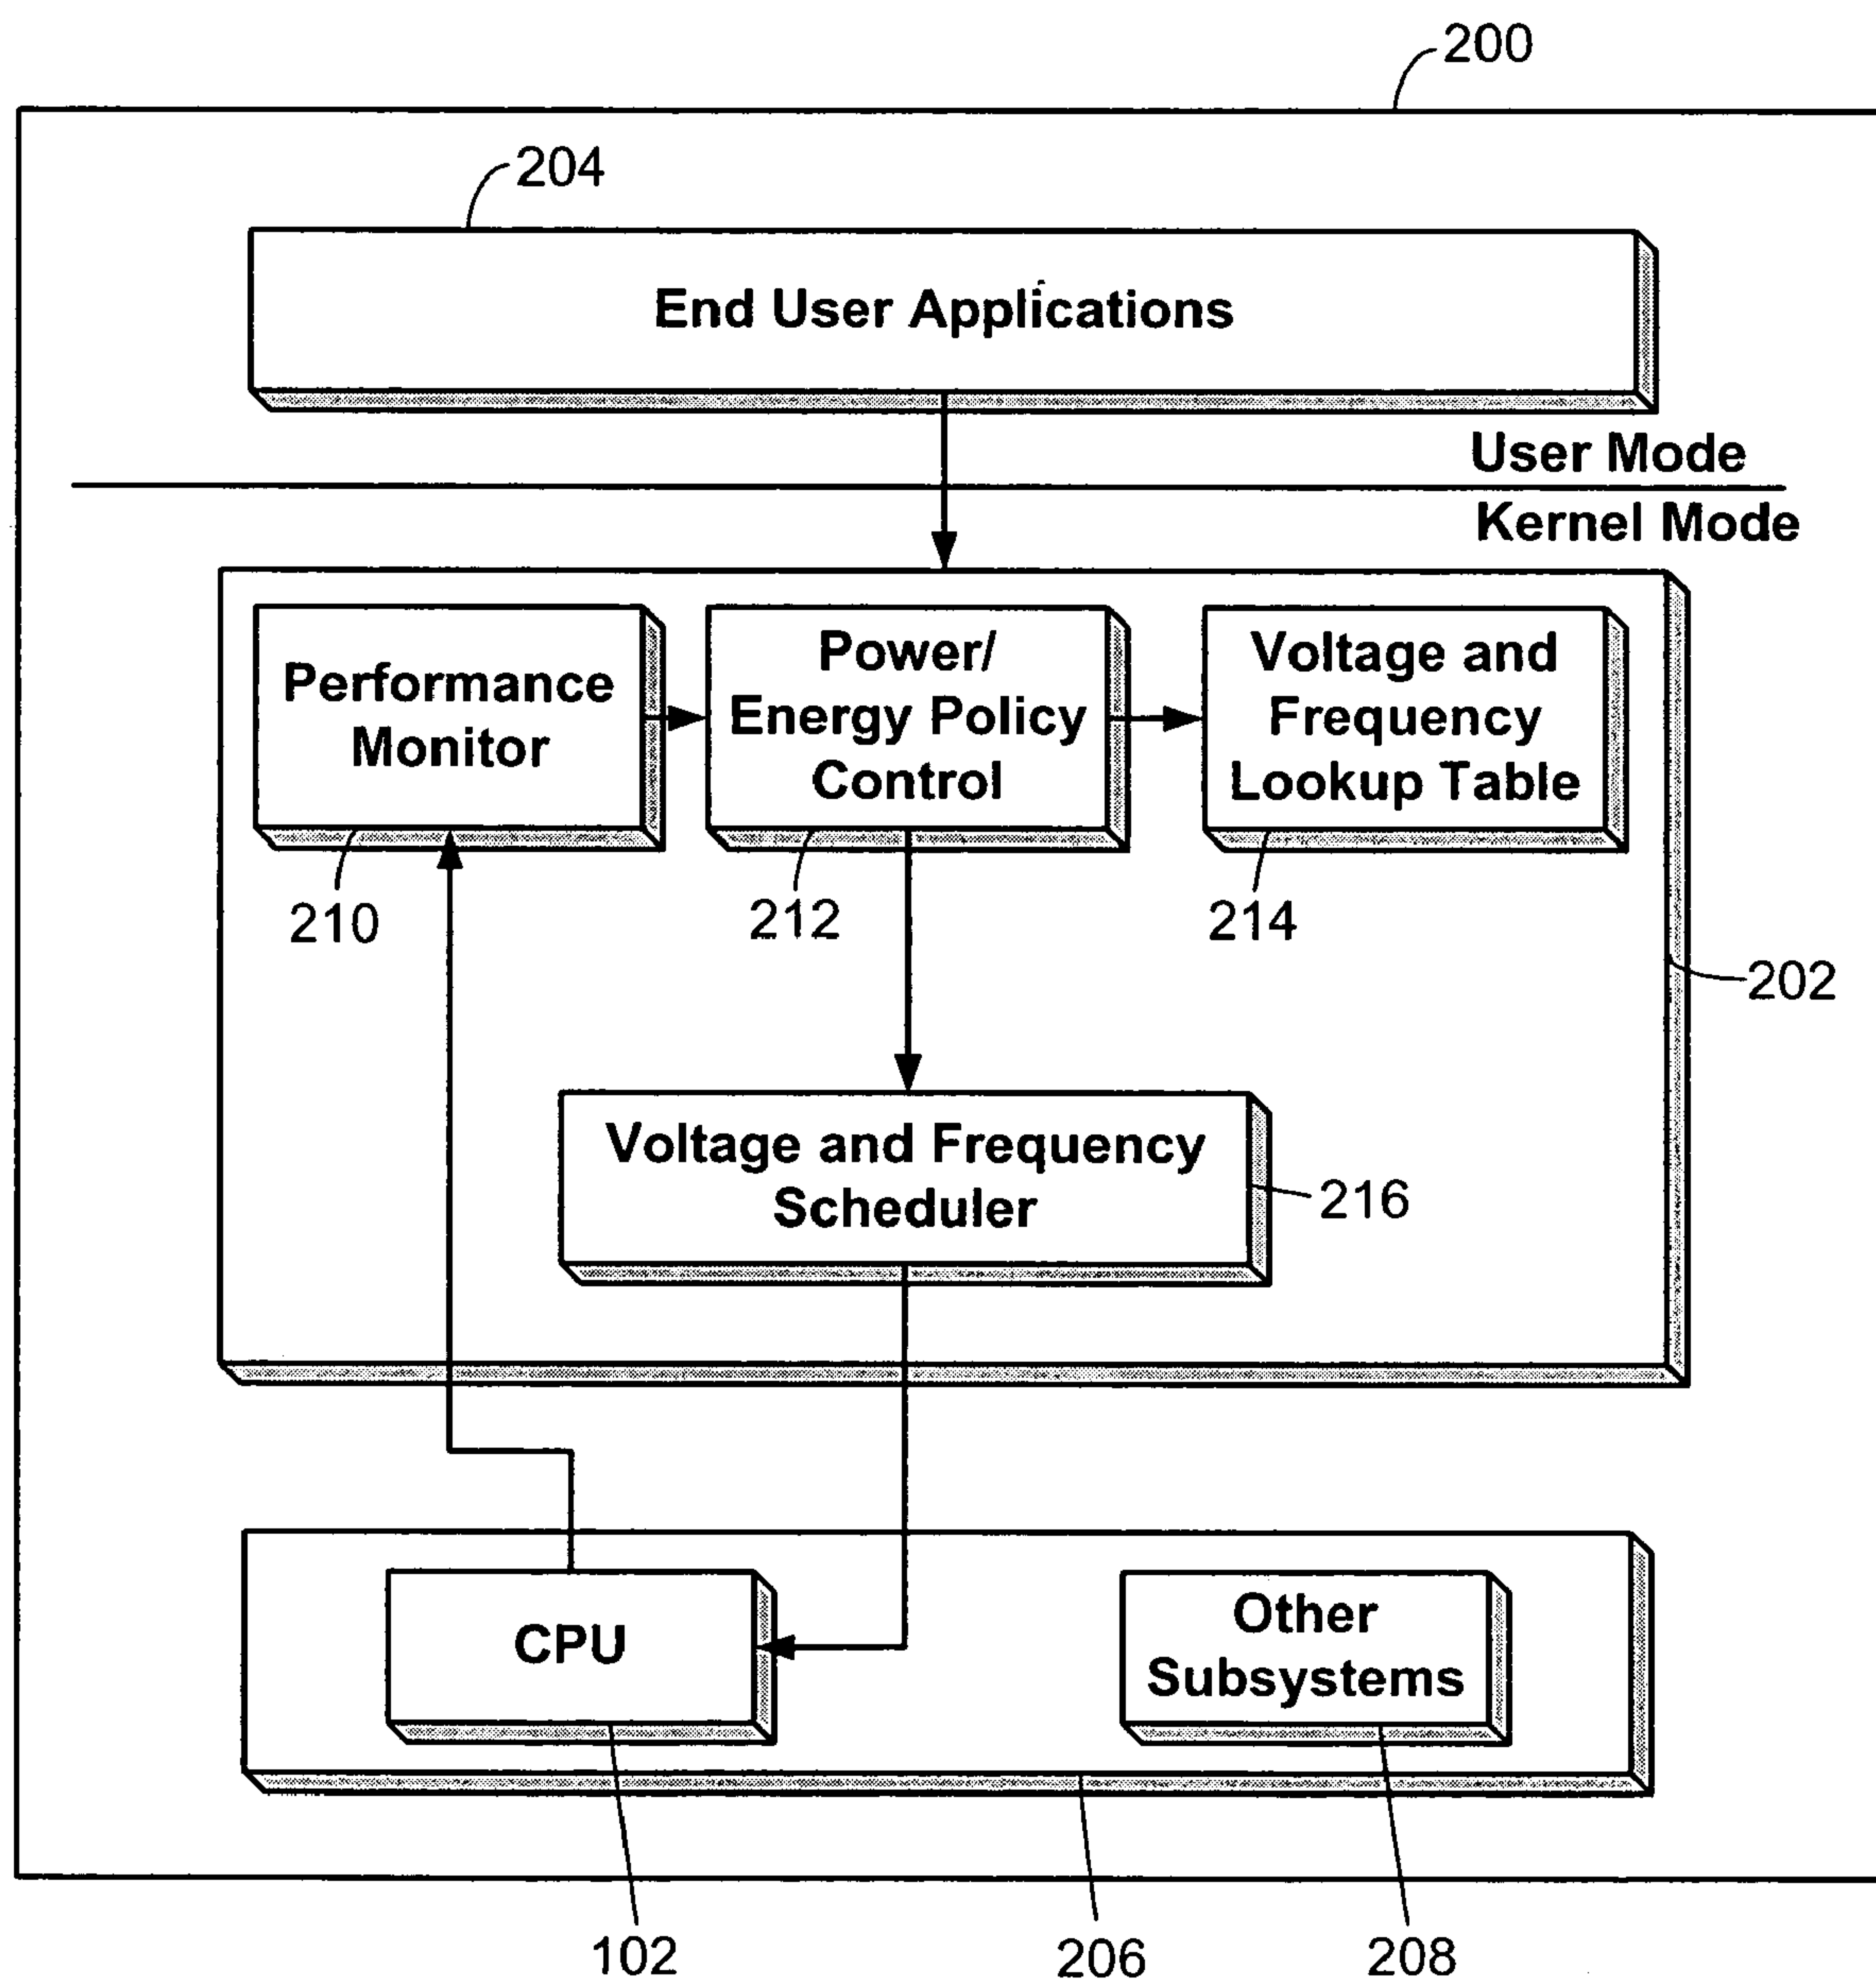 200
204
End User Applications
User Mode
Kernel Mode
Performance
Monitor
Power/
Energy Policy
Control
Voltage and
Frequency
Lookup Table
210
212
214
202
Voltage and Frequency
Scheduler
216
CPU
Other
Subsystems
102
206
208